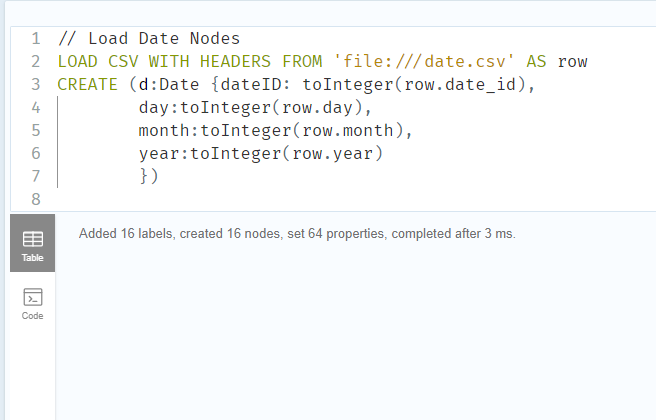 1 // Load Date Nodes
2 LOAD CSV WITH HEADERS FROM 'file:///date.csv' AS row
3 CREATE (d:Date {dateID: toInteger(row.date_id),
4 day:toInteger(row.day),
5 month:toInteger(row.month),
6 year:toInteger(row.year)
7 })
8
Added 16 labels, created 16 nodes, set 64 properties, completed after 3 ms.
Table
Code